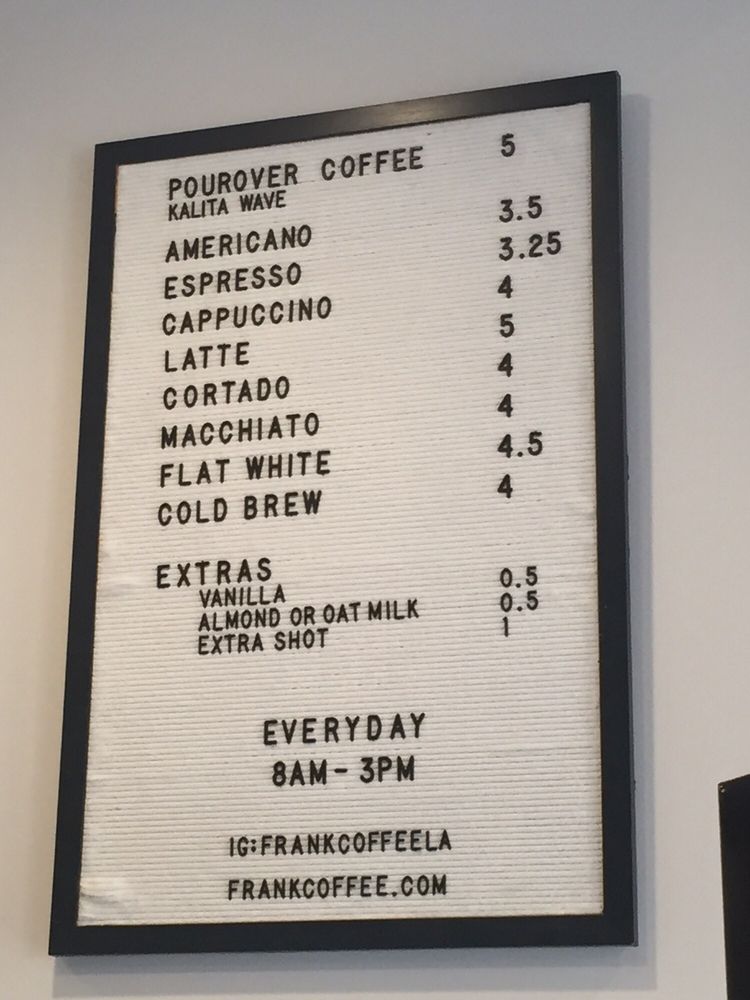 POUROVER COFFEE 5
KALITA WAVE
AMERICANO 3.5
ESPRESSO 3.25
CAPPUCCINO 4
LATTE 5
CORTADO 4
MACCHIATO 4
FLAT WHITE 4.5
COLD BREW 4
EXTRAS
VANILLA 0.5
ALMOND OR OAT MILK 0.5
EXTRA SHOT 1
EVERYDAY
8AM - 3PM
IG:FRANKCOFFEELA
FRANKCOFFEE.COM